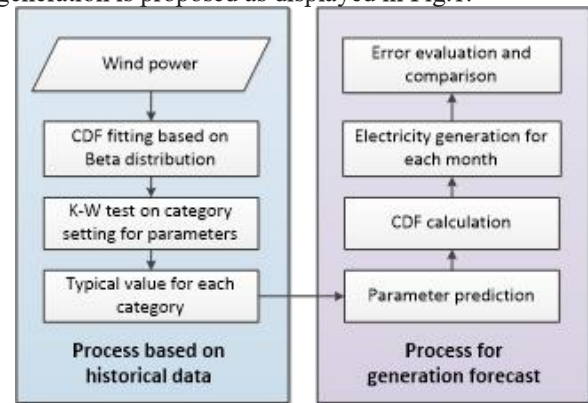 generation is proposed as displayed in Fig.1.
Wind power
CDF fitting based on
Beta distribution
K-W test on category
setting for parameters
Typical value for each
category
Process based on
historical data
Error evaluation and
comparison
Electricity generation for
each month
CDF calculation
Parameter prediction
Process for
generation forecast